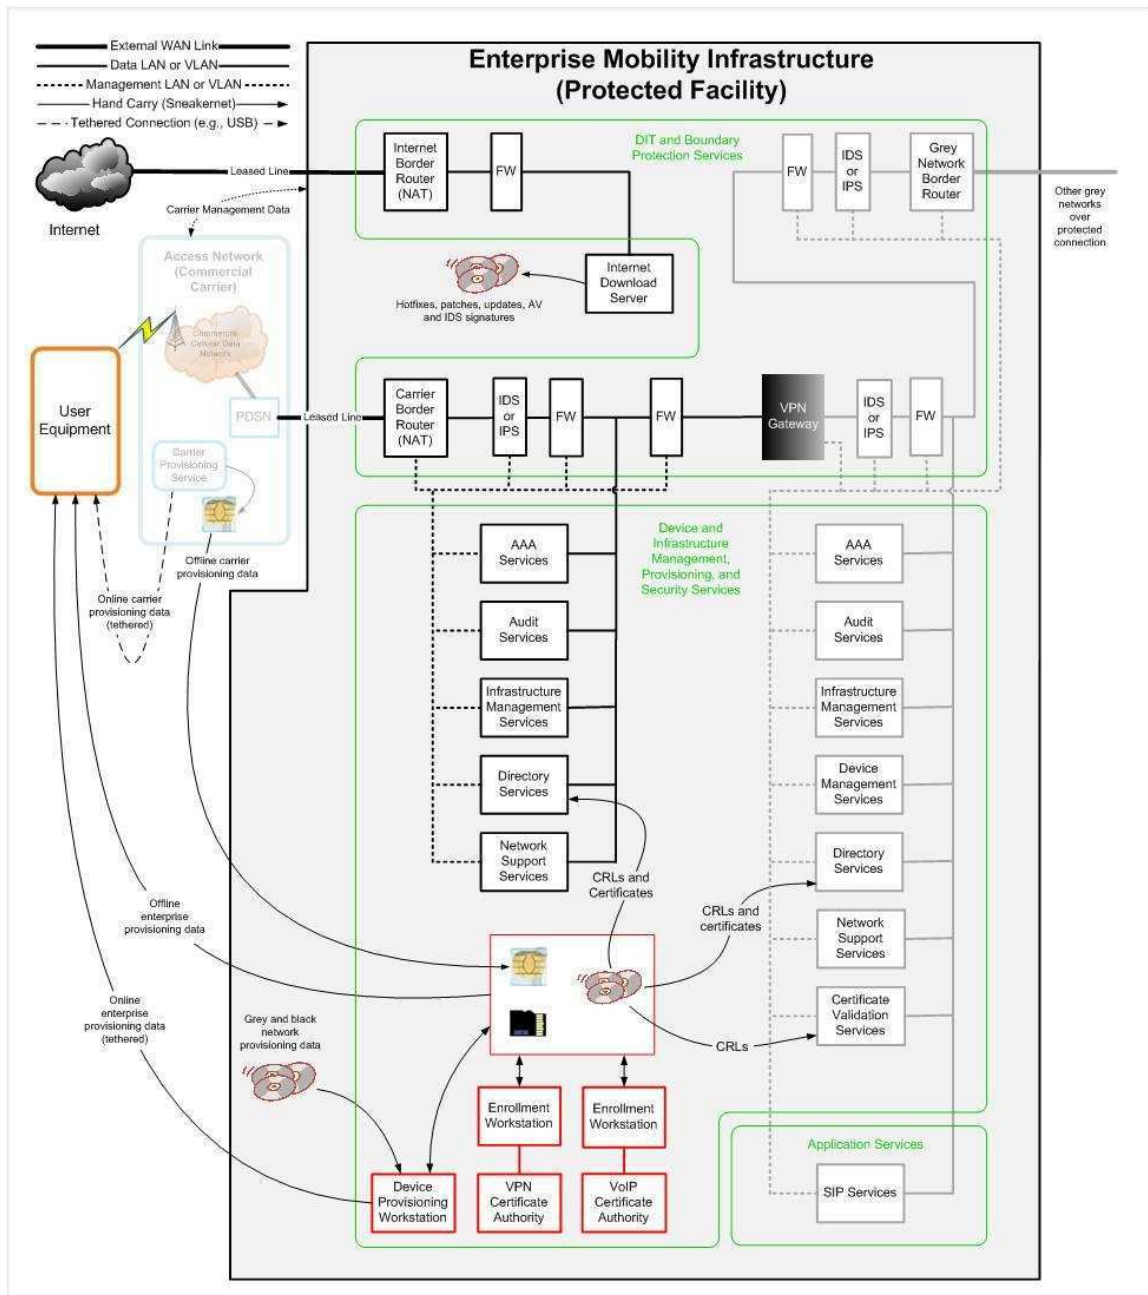 External WAN Link
Data LAN or VLAN
Management LAN or VLAN
Hand Carry (Sneakernet)
Tethered Connection (e.g., USB)
Enterprise Mobility Infrastructure
(Protected Facility)
Internet
Leased Line
Carrier Management Data
Internet
Border
Router
(NAT)
FW
DIT and Boundary
Protection Services
FW
IDS
or
IPS
Grey
Network
Border
Router
Other grey
networks
over
protected
connection
Hotfixes, patches, updates, AV
and IDS signatures
Internet
Download
Server
Access Network
(Commercial
Carrier)
Commercial
Cellular Data
Network
PDSN
Leased Line
User
Equipment
Carrier
Provisioning
Service
Carrier
Border
Router
(NAT)
IDS
or
IPS
FW
FW
VPN
Gateway
IDS
or
IPS
FW
Offline carrier
provisioning data
Online carrier
provisioning data
(tethered)
Device and
Infrastructure
Management,
Provisioning, and
Security Services
AAA
Services
Audit
Services
Infrastructure
Management
Services
Directory
Services
Network
Support
Services
AAA
Services
Audit
Services
Infrastructure
Management
Services
Device
Management
Services
Directory
Services
Network
Support
Services
Certificate
Validation
Services
CRLs and
Certificates
CRLs and
certificates
CRLs
Offline
enterprise
provisioning data
Online
enterprise
provisioning data
(tethered)
Grey and black
network
provisioning data
Enrollment
Workstation
Enrollment
Workstation
Device
Provisioning
Workstation
VPN
Certificate
Authority
VoIP
Certificate
Authority
Application Services
SIP Services